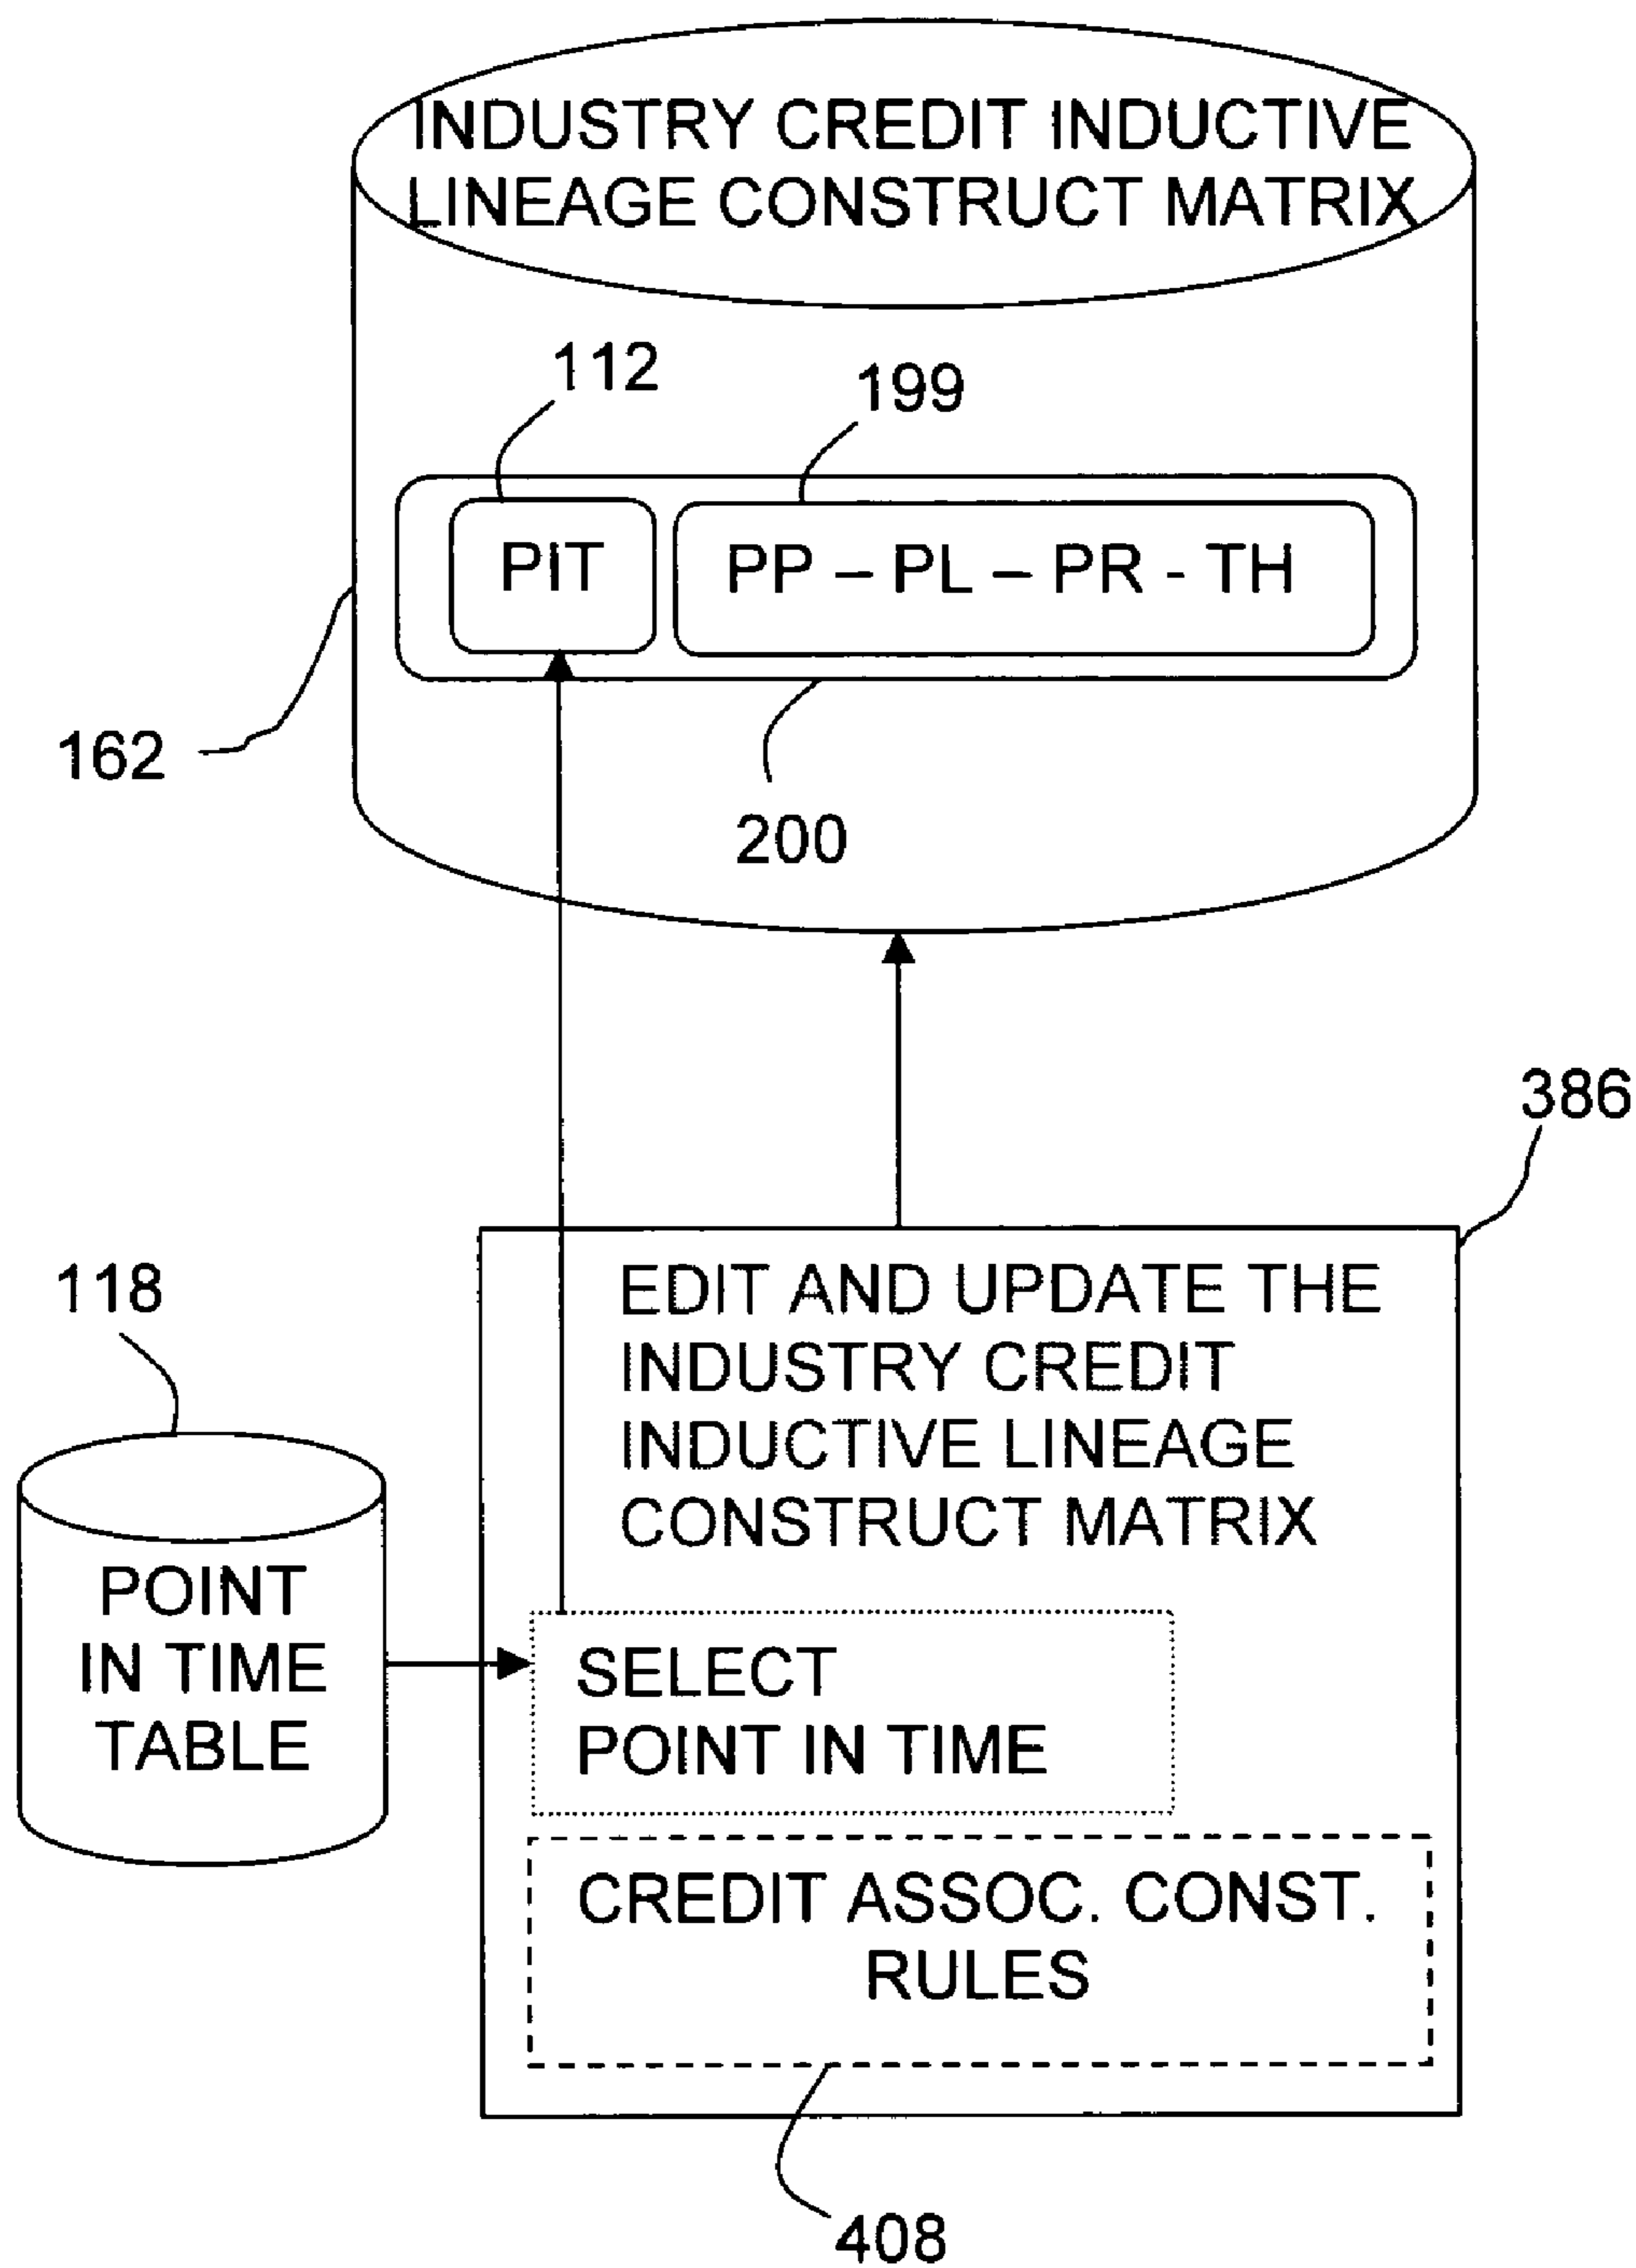 INDUSTRY CREDIT INDUCTIVE
LINEAGE CONSTRUCT MATRIX
112
199
PIT
PP – PL – PR - TH
162
200
386
EDIT AND UPDATE THE
INDUSTRY CREDIT
INDUCTIVE LINEAGE
CONSTRUCT MATRIX
118
POINT
IN TIME
TABLE
SELECT
POINT IN TIME
CREDIT ASSOC. CONST.
RULES
408